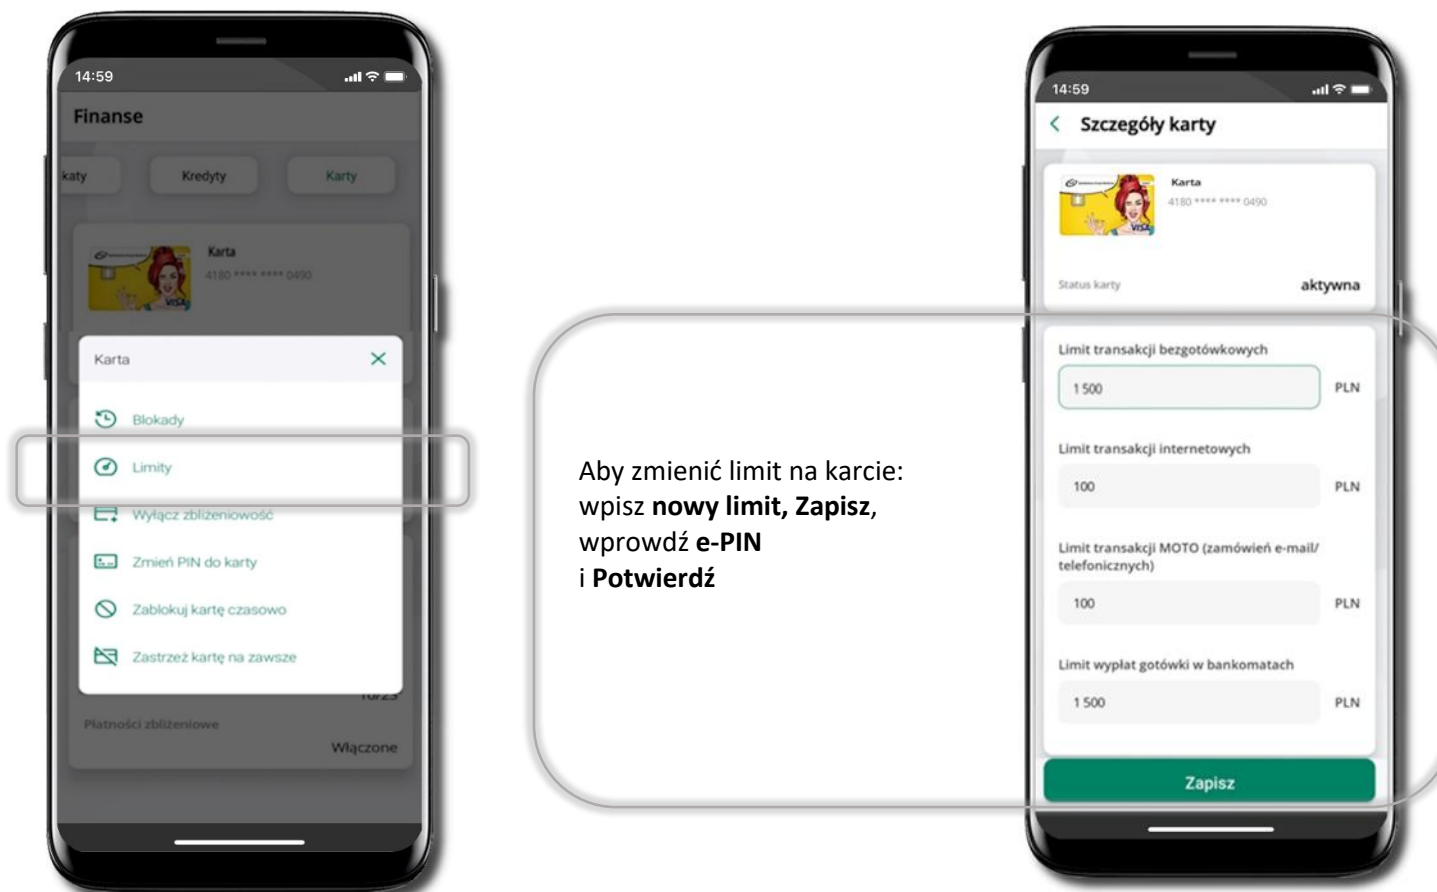 14:59
Finanse
katy
Kredyty
Karty
Karta
4180 **** **** 0490
VISA
Karta
Blokady
Limity
Wyłącz zbliżeniowość
Zmień PIN do karty
Zablokuj kartę czasowo
Zastrzeż kartę na zawsze
Płatności zbliżeniowe
Włączone
Aby zmienić limit na karcie:
wpisz nowy limit, Zapisz,
wprowdź e-PIN
i Potwierdź
14:59
Szczegóły karty
Karta
4180 **** **** 0490
VISA
Status karty
aktywna
Limit transakcji bezgotówkowych
1 500 PLN
Limit transakcji internetowych
100 PLN
Limit transakcji MOTO (zamówień e-mail/
telefonicznych)
100 PLN
Limit wypłat gotówki w bankomatach
1 500 PLN
Zapisz